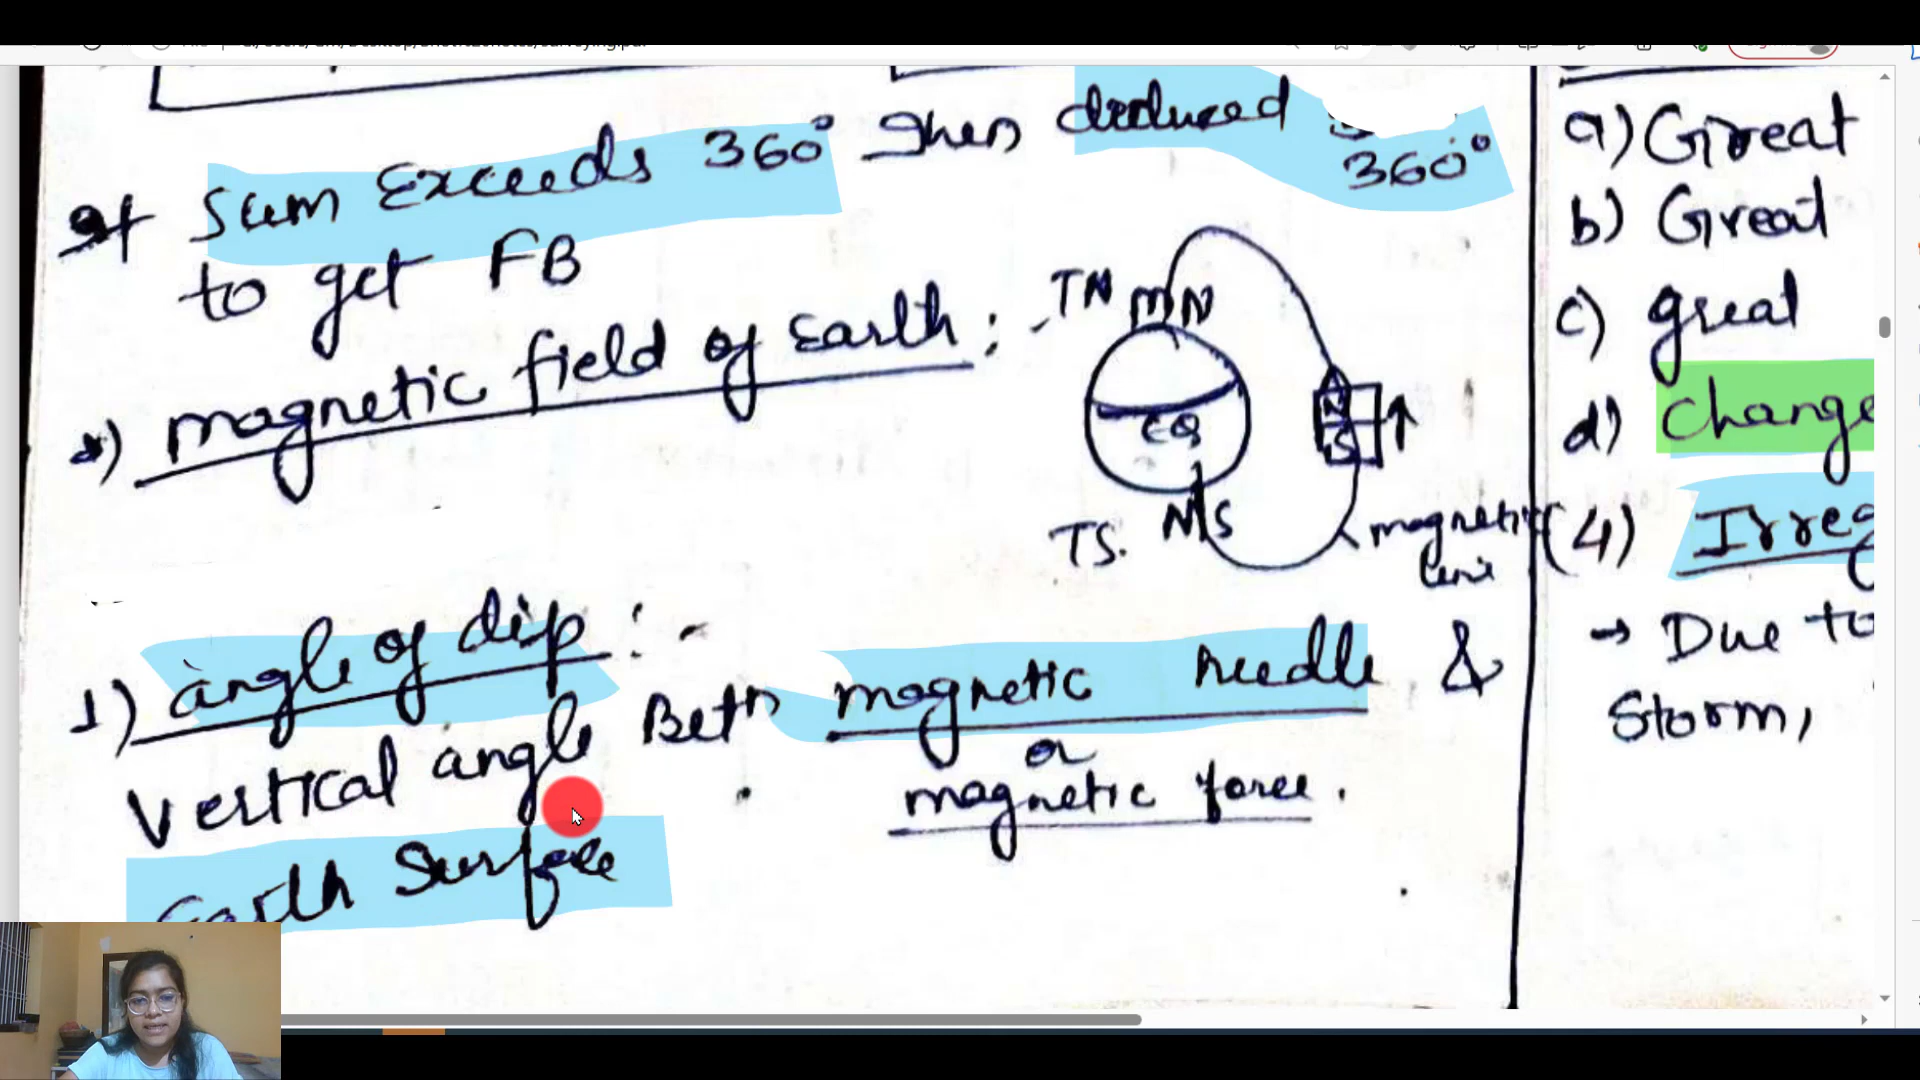 If Sum Exceeds 360° then deduced
360°
to get FB
*) magnetic field of Earth :-
TN MN
EQ
N
S
TS. MS
magnetic
line
1) angle of dip :-
Vertical angle Betn magnetic needle &
or
magnetic force.
Earth Surface
a) Great
b) Great
c) great
d) Change
(4) Irreg
→ Due to
Storm,